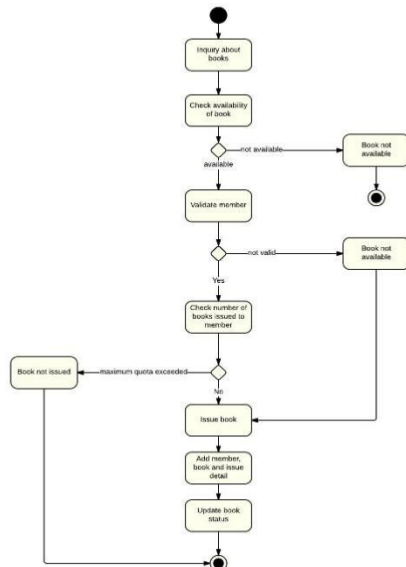 Inquiry about
books
Check availability
of book
not available
Book not
available
available
Validate member
not valid
Book not
available
Yes
Check number of
books issued to
member
Book not issued
maximum quota exceeded
No
Issue book
Add member,
book and issue
detail
Update book
status